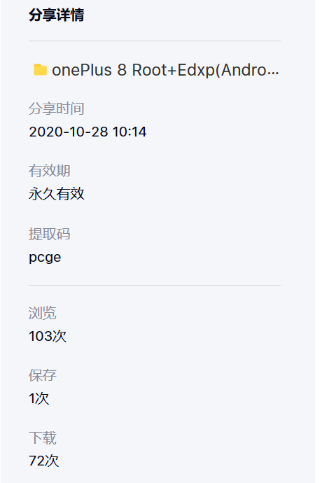 分享详情
onePlus 8 Root+Edxp(Andro...
分享时间
2020-10-28 10:14
有效期
永久有效
提取码
pcge
浏览
103次
保存
1次
下载
72次